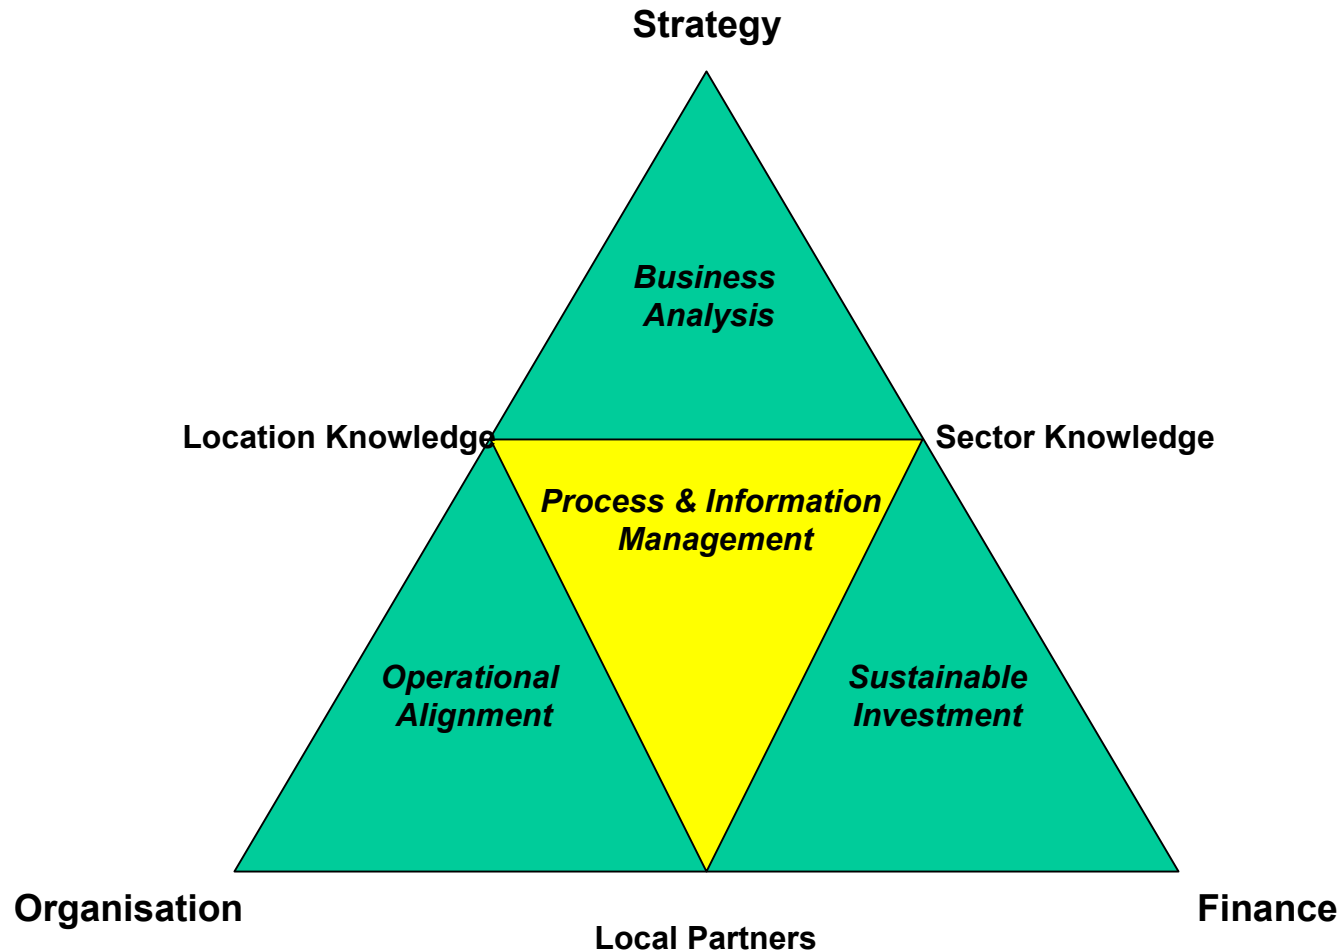 Strategy
Business
Analysis
Location Knowledge
Sector Knowledge
Process & Information
Management
Operational
Alignment
Sustainable
Investment
Organisation
Finance
Local Partners